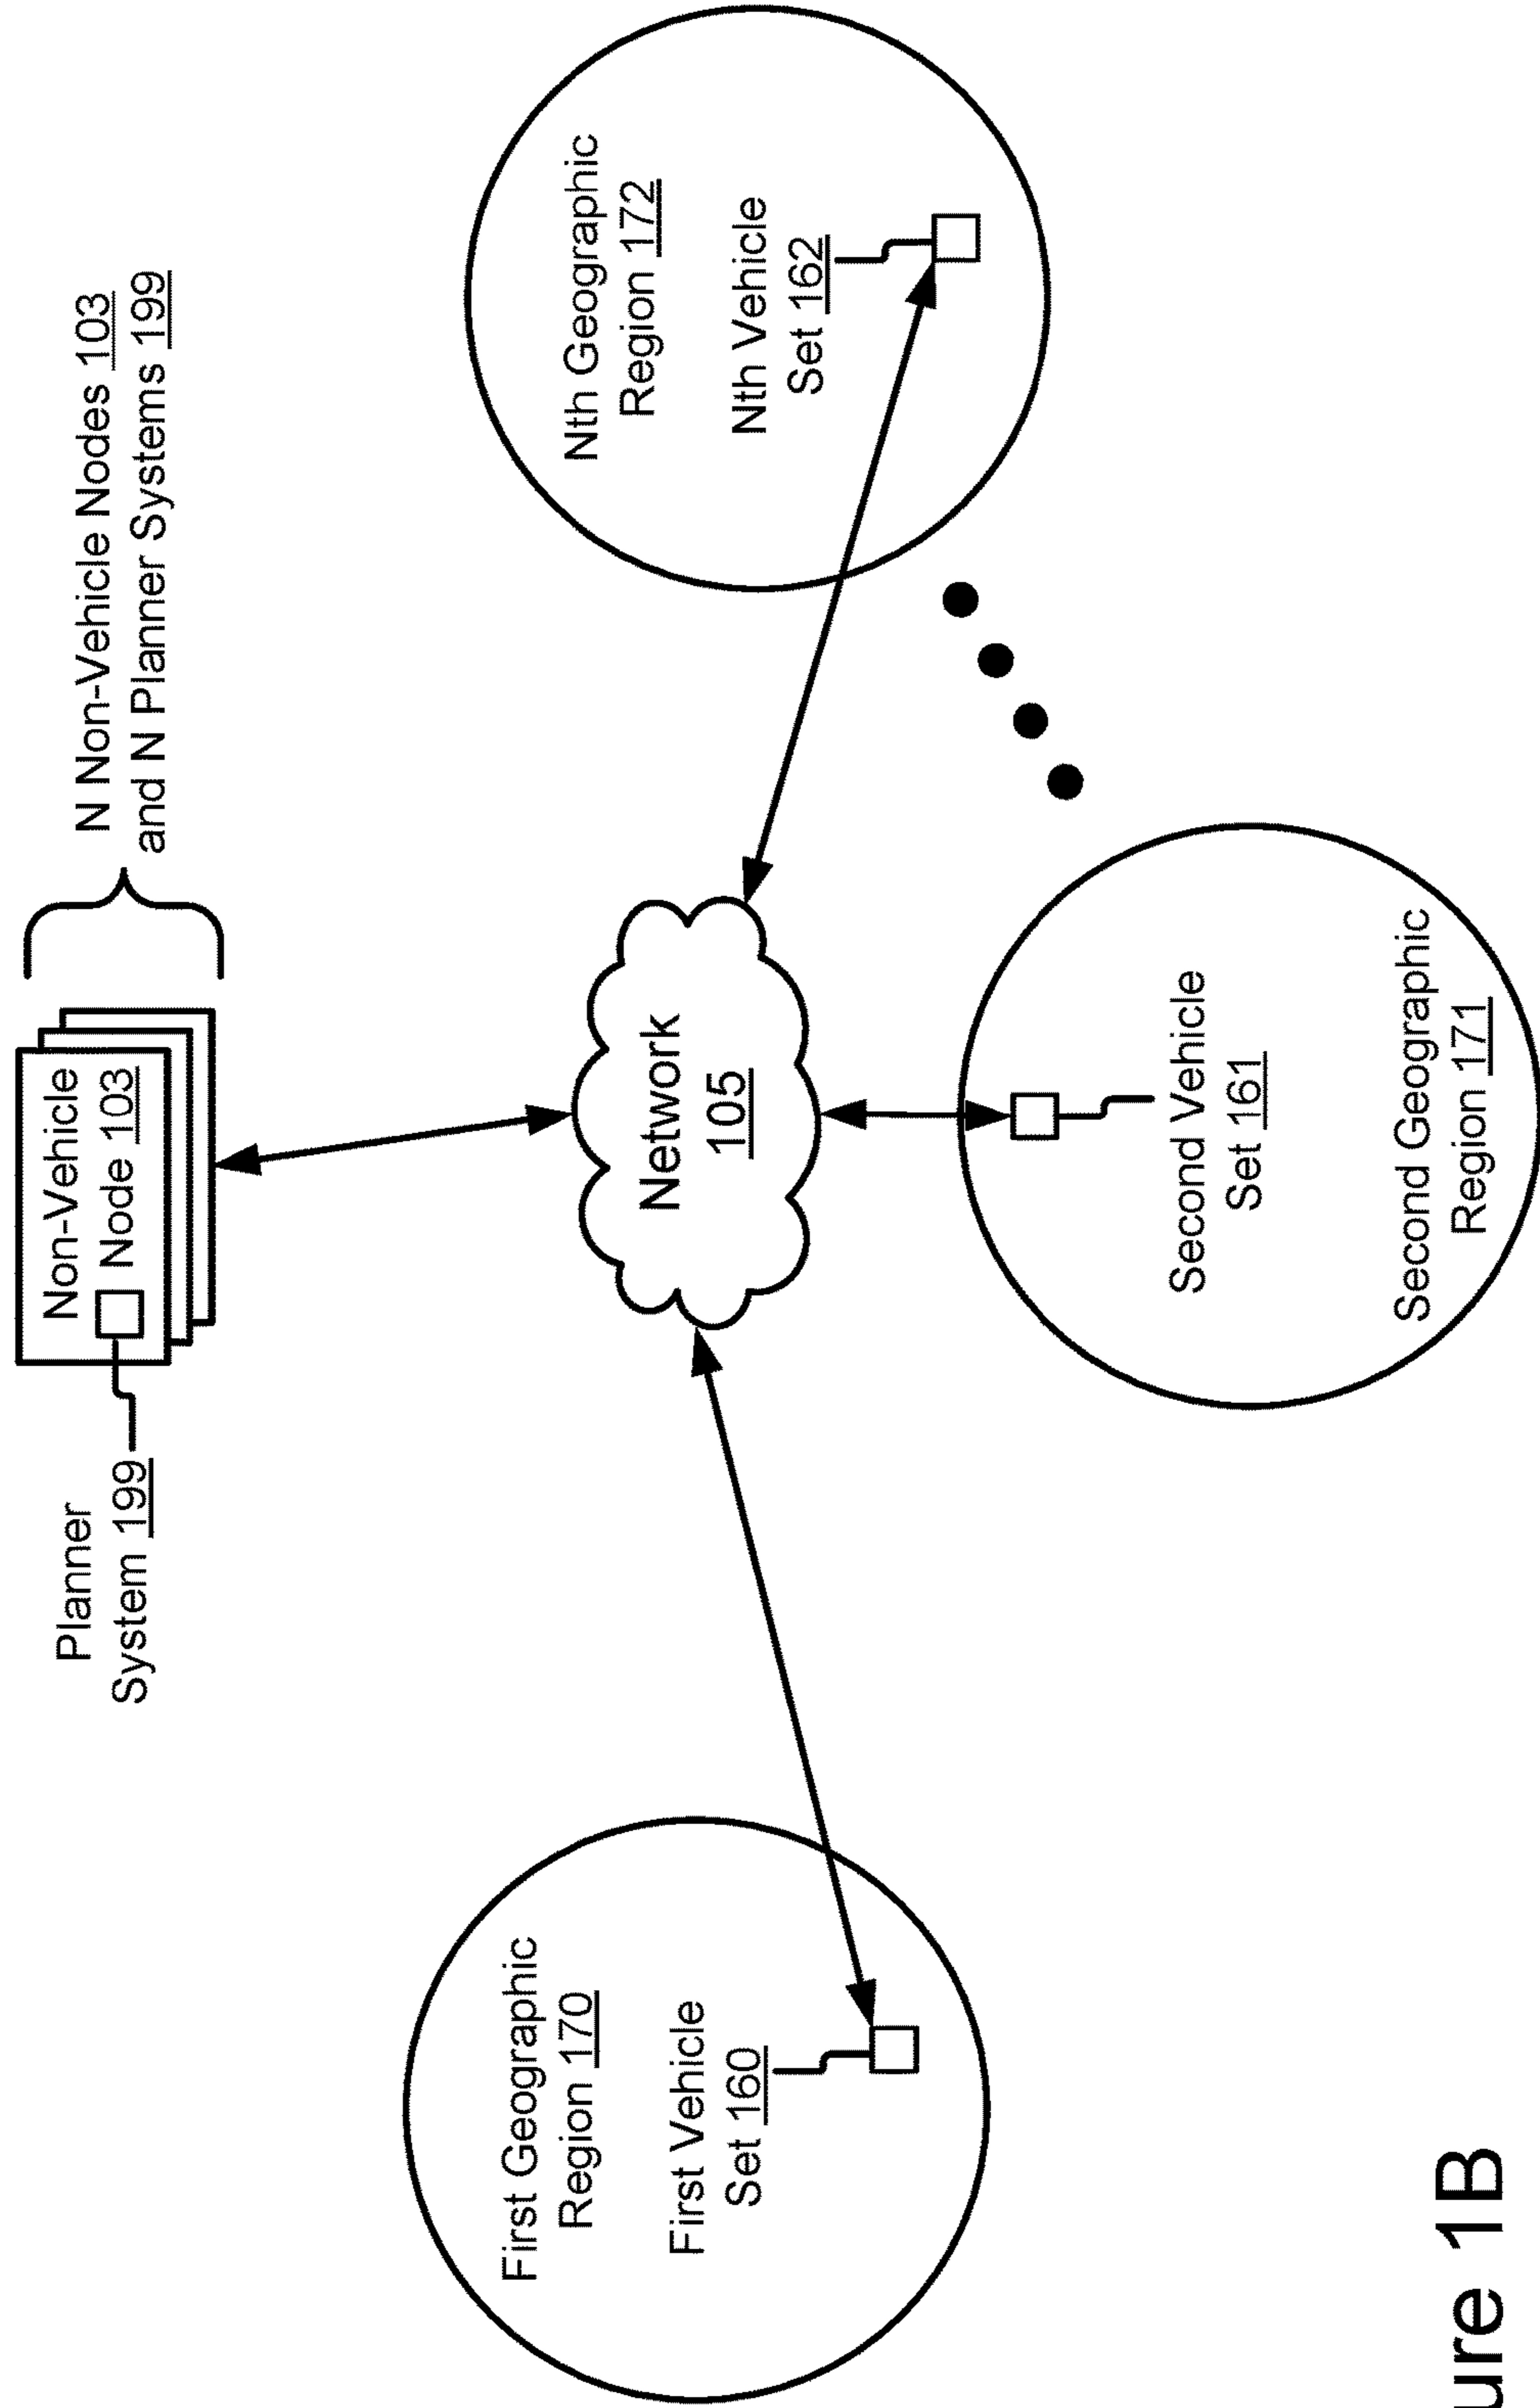 N Non-Vehicle Nodes 103
and N Planner Systems 199
Planner
System 199
Non-Vehicle
Node 103
Network
105
First Geographic
Region 170
First Vehicle
Set 160
Second Vehicle
Set 161
Second Geographic
Region 171
Nth Geographic
Region 172
Nth Vehicle
Set 162
ure 1B